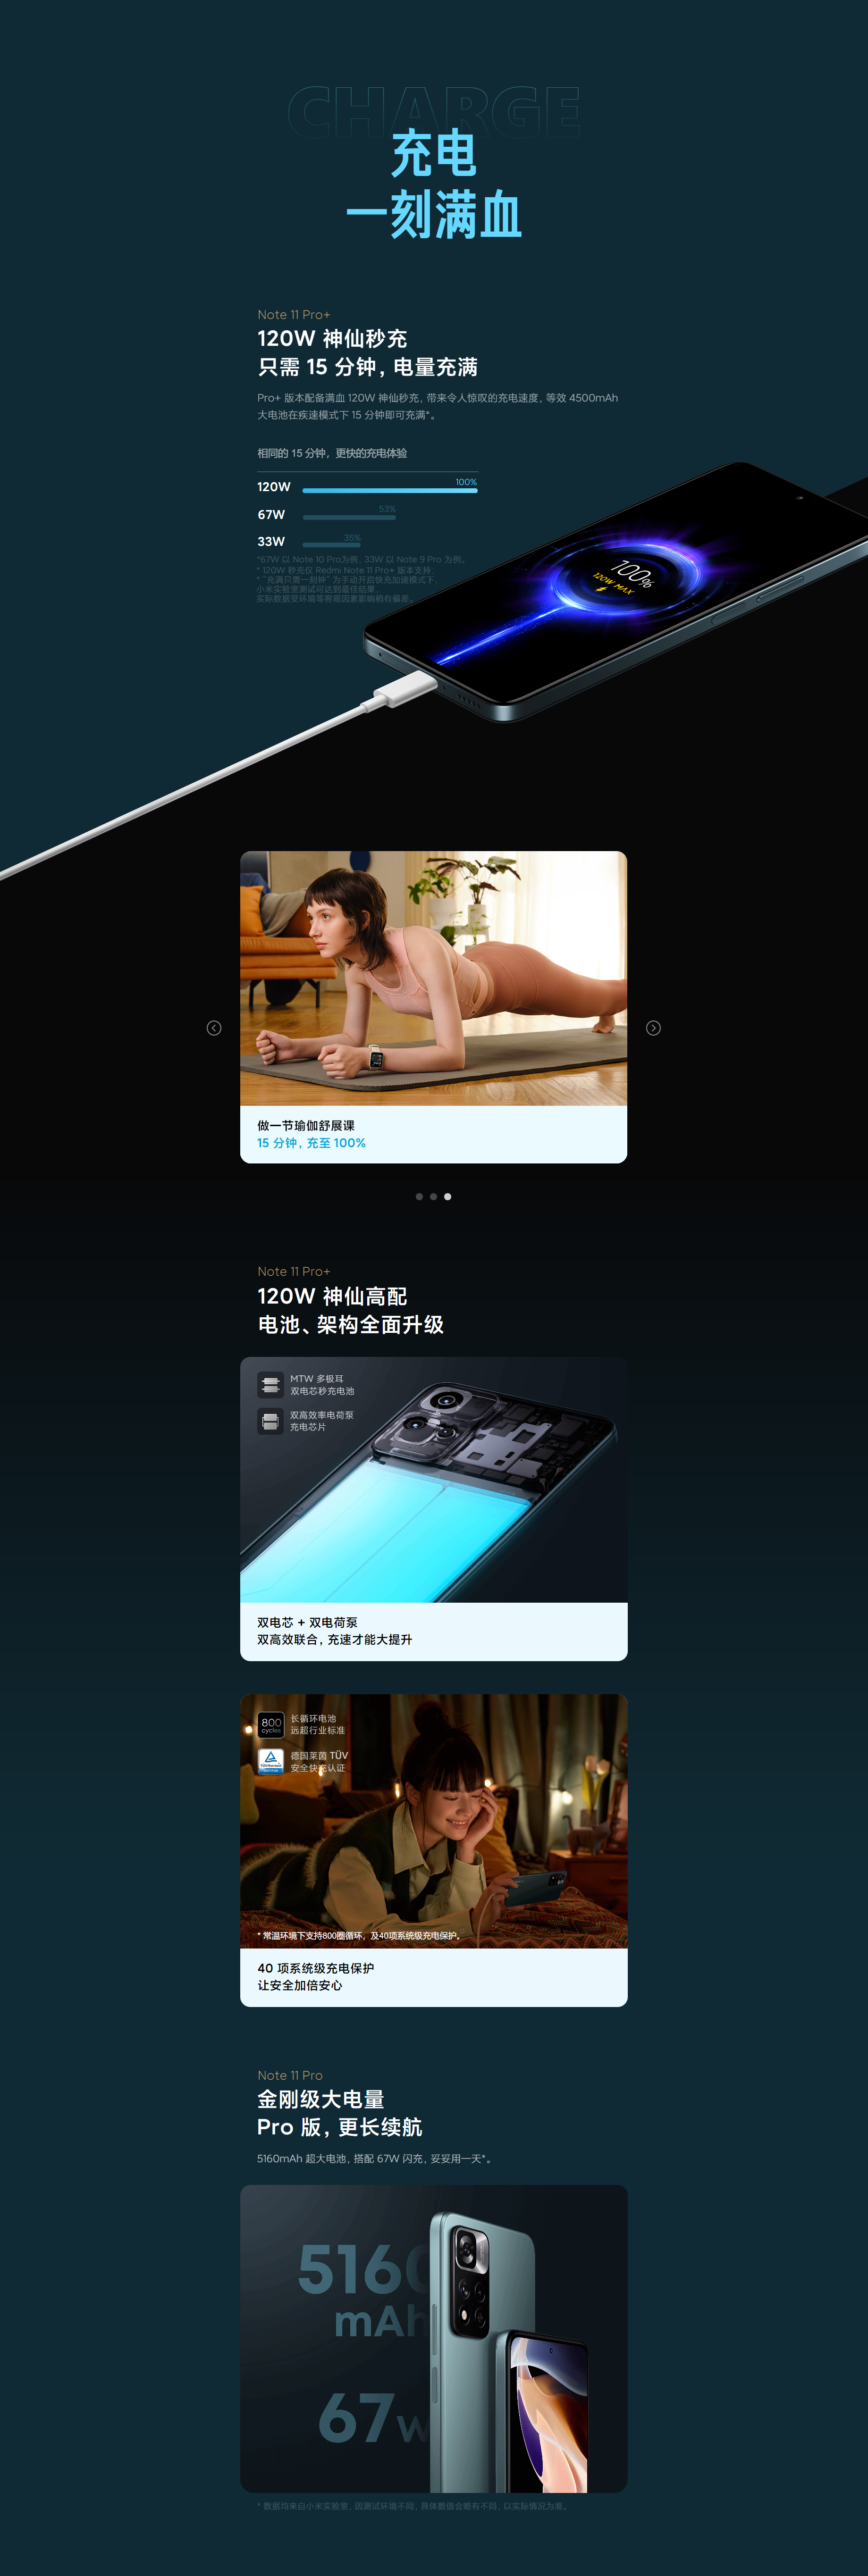 CHARGE
充电
一刻满血
Note 11 Pro+
120W 神仙秒充
只需 15 分钟，电量充满
Pro+ 版本配备满血 120W 神仙秒充，带来令人惊叹的充电速度，等效 4500mAh
大电池在疾速模式下 15 分钟即可充满*。
相同的 15 分钟，更快的充电体验
120W
100%
67W
53%
33W
35%
*67W 以 Note 10 Pro为例，33W 以 Note 9 Pro 为例。
* 120W 秒充仅 Redmi Note 11 Pro+ 版本支持；
* “充满只需一刻钟” 为手动开启快充加速模式下，
小米实验室测试可达到最佳结果，
实际数据受环境等客观因素影响稍有偏差。
100%
120W MAX
做一节瑜伽舒展课
15 分钟，充至 100%
Note 11 Pro+
120W 神仙高配
电池、架构全面升级
MTW 多极耳
双电芯秒充电池
双高效率电荷泵
充电芯片
双电芯 + 双电荷泵
双高效联合，充速才能大提升
800
cycles
长循环电池
远超行业标准
德国莱茵 TÜV
安全快充认证
* 常温环境下支持800圈循环，及40项系统级充电保护。
40 项系统级充电保护
让安全加倍安心
Note 11 Pro
金刚级大电量
Pro 版，更长续航
5160mAh 超大电池，搭配 67W 闪充，妥妥用一天*。
5160
mAh
67W
* 数据均来自小米实验室，因测试环境不同，具体数值会略有不同，以实际情况为准。